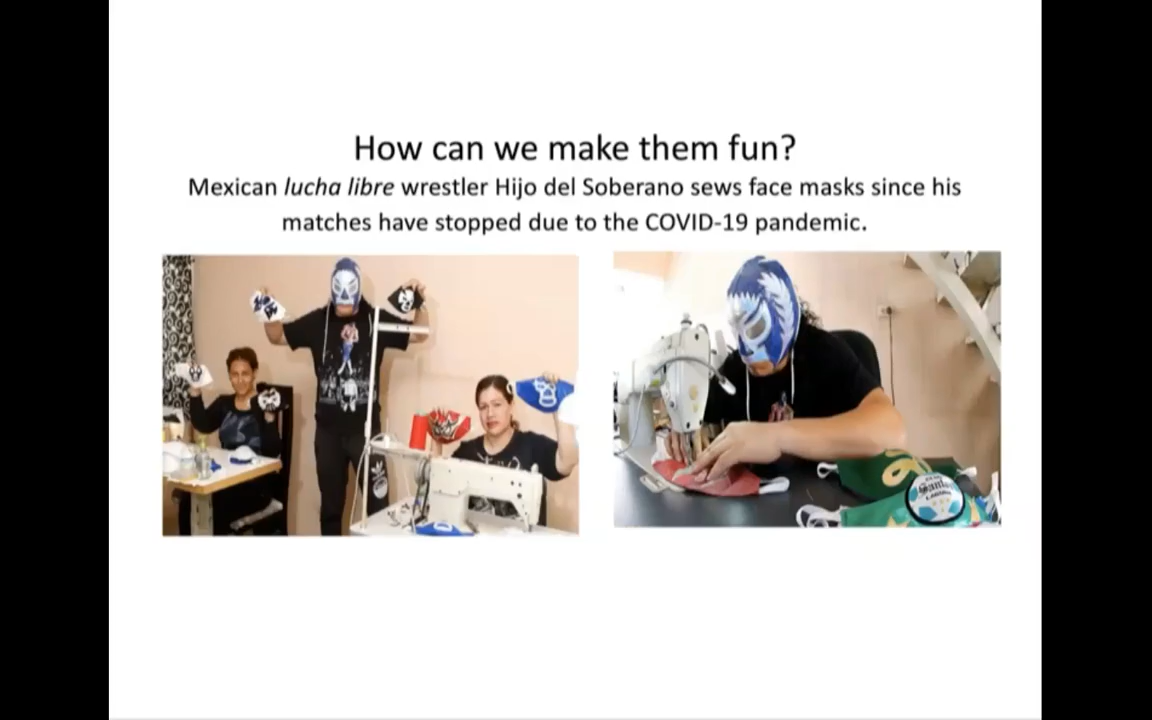 How can we make them fun?
Mexican lucha libre wrestler Hijo del Soberano sews face masks since his
matches have stopped due to the COVID-19 pandemic.